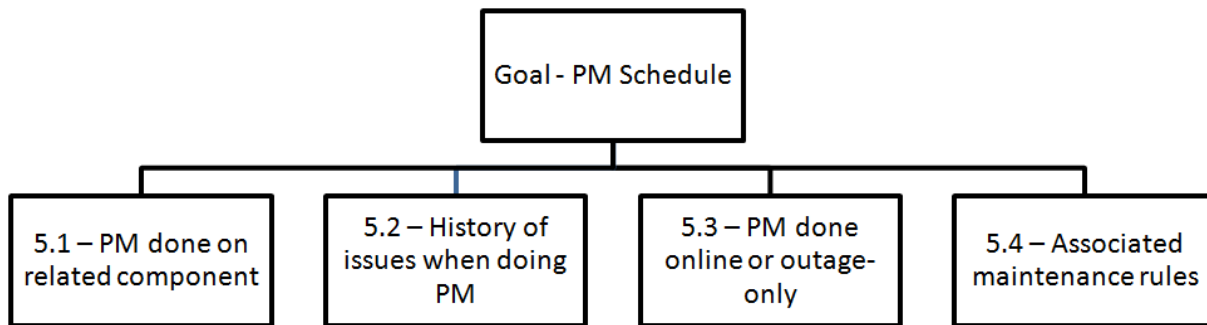 Goal - PM Schedule
5.1 – PM done on
related component
5.2 – History of
issues when doing
PM
5.3 – PM done
online or outage-
only
5.4 – Associated
maintenance rules